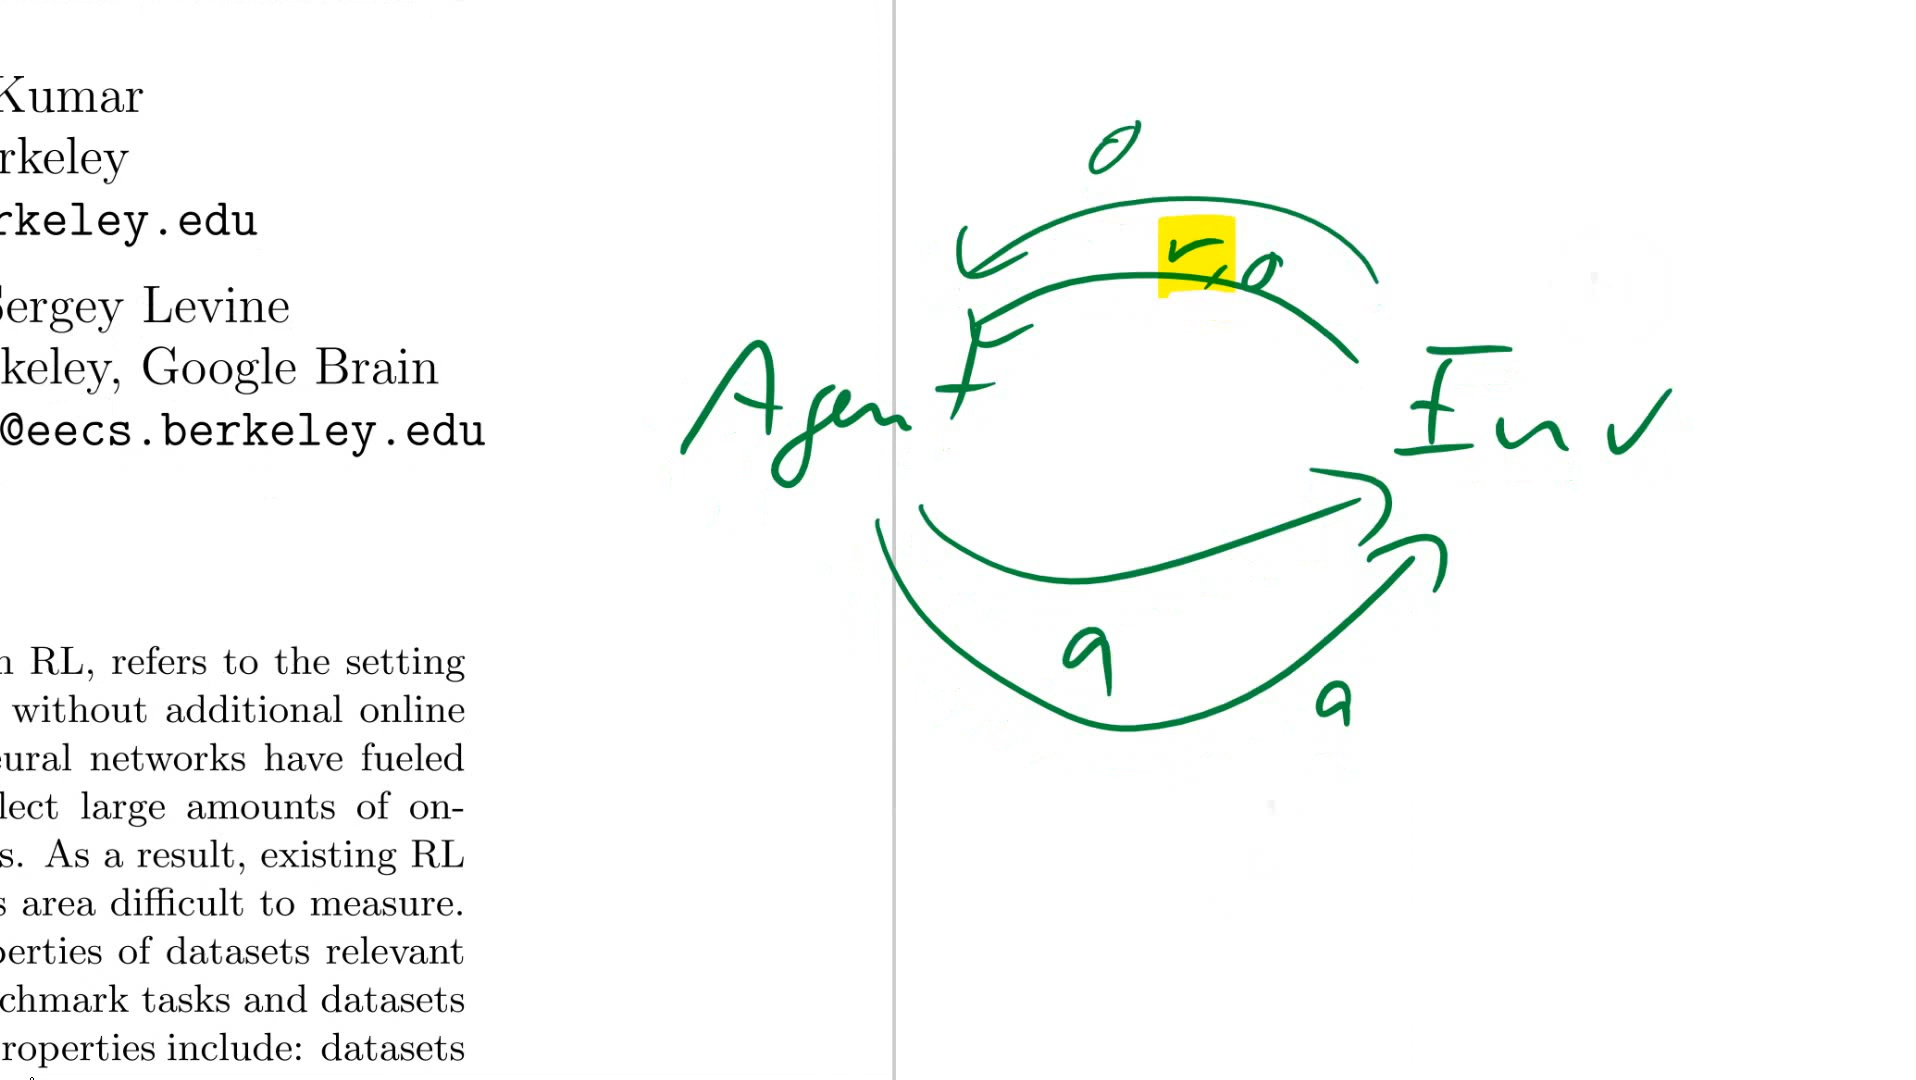 Kumar
rkeley
rkeley.edu
Sergey Levine
keley, Google Brain
@eecs.berkeley.edu
n RL, refers to the setting
without additional online
eural networks have fueled
lect large amounts of on-
s. As a result, existing RL
s area difficult to measure.
perties of datasets relevant
chmark tasks and datasets
roperties include: datasets
o
r, o
Agent
Env
a
a